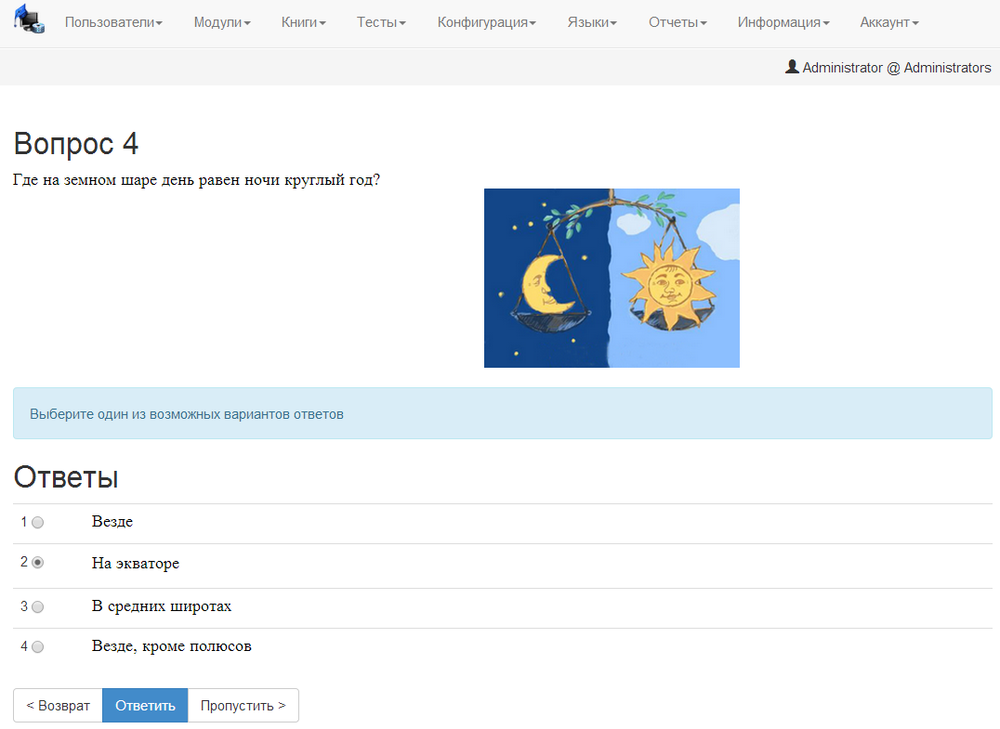 Пользователи Модули Книги Тесты Конфигурация Языки Отчеты Информация Аккаунт
Administrator @ Administrators
Вопрос 4
Где на земном шаре день равен ночи круглый год?
Выберите один из возможных вариантов ответов
Ответы
1 Везде
2 На экваторе
3 В средних широтах
4 Везде, кроме полюсов
< Возврат Ответить Пропустить >